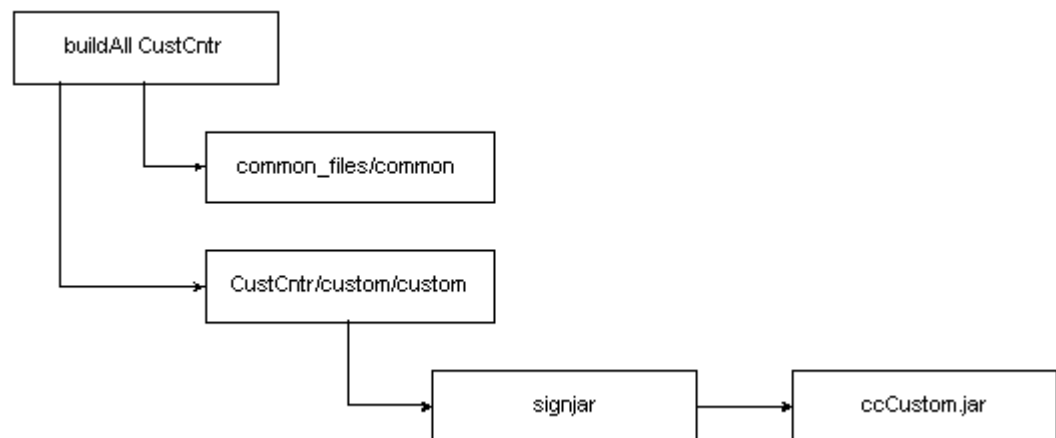 buildAll CustCntr
common_files/common
CustCntr/custom/custom
signjar
ccCustom.jar